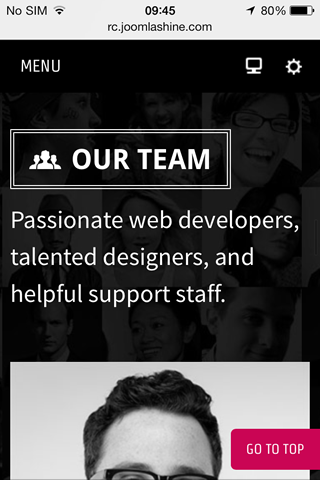 No SIM 09:45 80%
rc.joomlashine.com
MENU
OUR TEAM
Passionate web developers,
talented designers, and
helpful support staff.
GO TO TOP